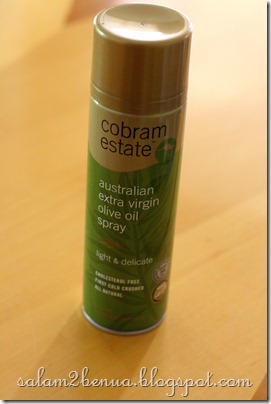 cobram
estate
australian
extra virgin
olive oil
spray
light & delicate
CHOLESTEROL FREE
FIRST COLD CRUSHED
ALL NATURAL
salam2benua.blogspot.com